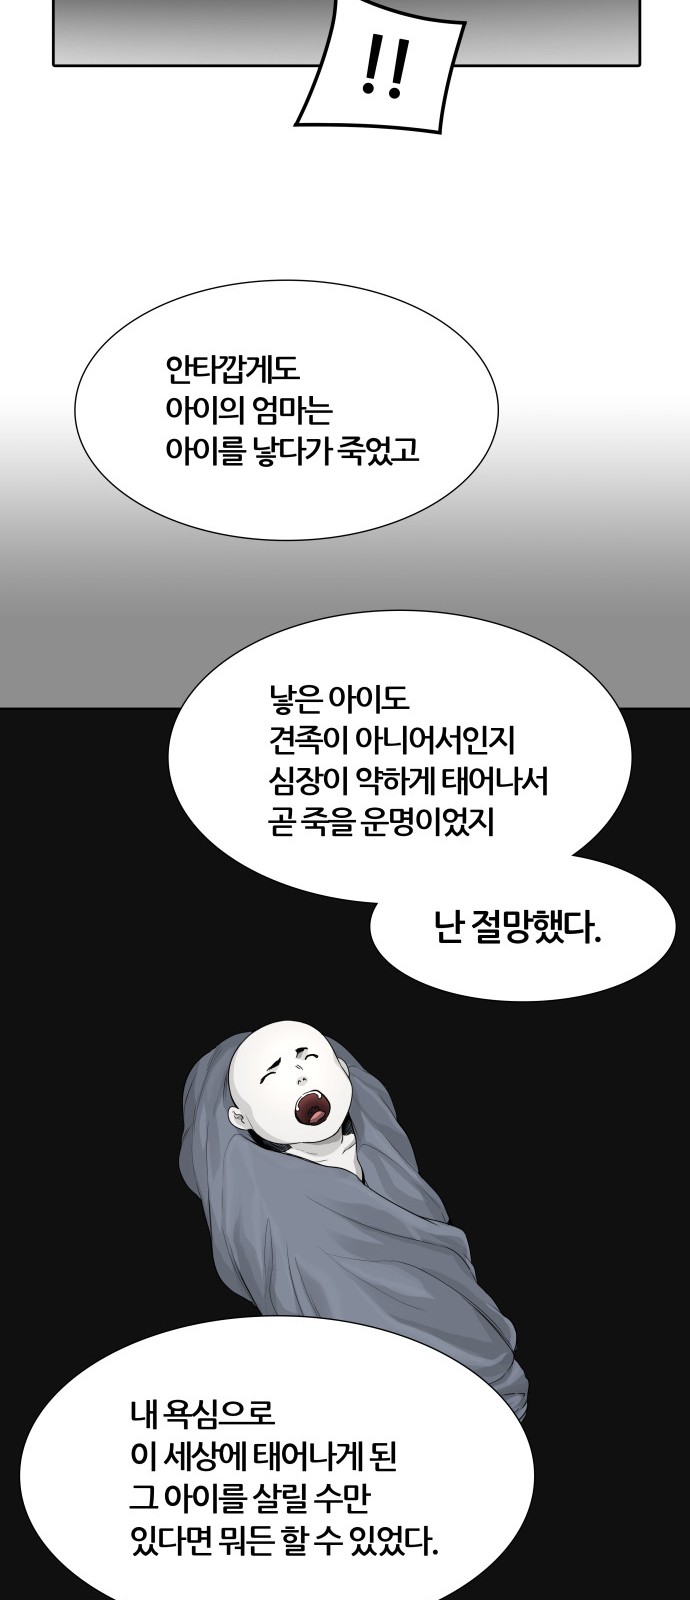 !!
안타깝게도
아이의 엄마는
아이를 낳다가 죽었고
낳은 아이도
견족이 아니어서인지
심장이 약하게 태어나서
곧 죽을 운명이었지
난 절망했다.
내 욕심으로
이 세상에 태어나게 된
그 아이를 살릴 수만
있다면 뭐든 할 수 있었다.